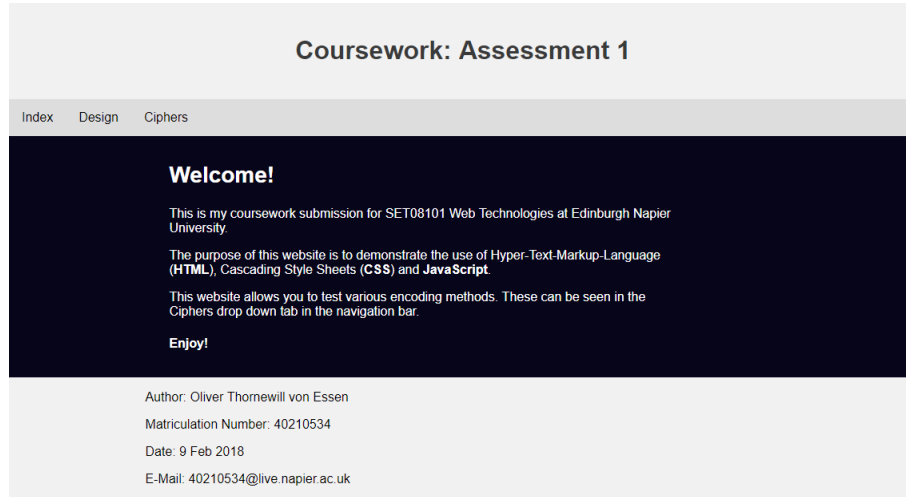 Coursework: Assessment 1
Index Design Ciphers
Welcome!
This is my coursework submission for SET08101 Web Technologies at Edinburgh Napier
University.
The purpose of this website is to demonstrate the use of Hyper-Text-Markup-Language
(HTML), Cascading Style Sheets (CSS) and JavaScript.
This website allows you to test various encoding methods. These can be seen in the
Ciphers drop down tab in the navigation bar.
Enjoy!
Author: Oliver Thornewill von Essen
Matriculation Number: 40210534
Date: 9 Feb 2018
E-Mail: 40210534@live.napier.ac.uk